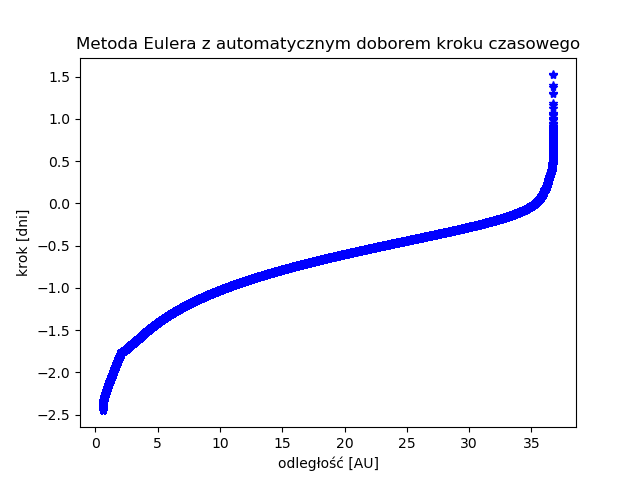 Metoda Eulera z automatycznym doborem kroku czasowego
1.5
1.0
0.5
0.0
−0.5
−1.0
−1.5
−2.0
−2.5
krok [dni]
0 5 10 15 20 25 30 35
odległość [AU]